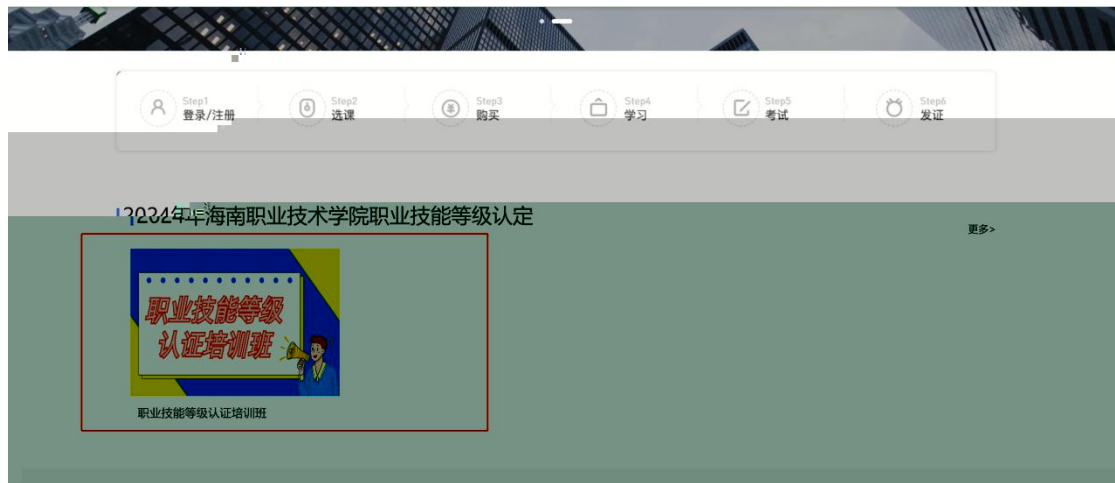 Step1
登录/注册
Step2
选课
Step3
购买
Step4
学习
Step5
考试
Step6
发证
2024年海南职业技术学院职业技能等级认定
更多>
职业技能等级
认证培训班
职业技能等级认证培训班